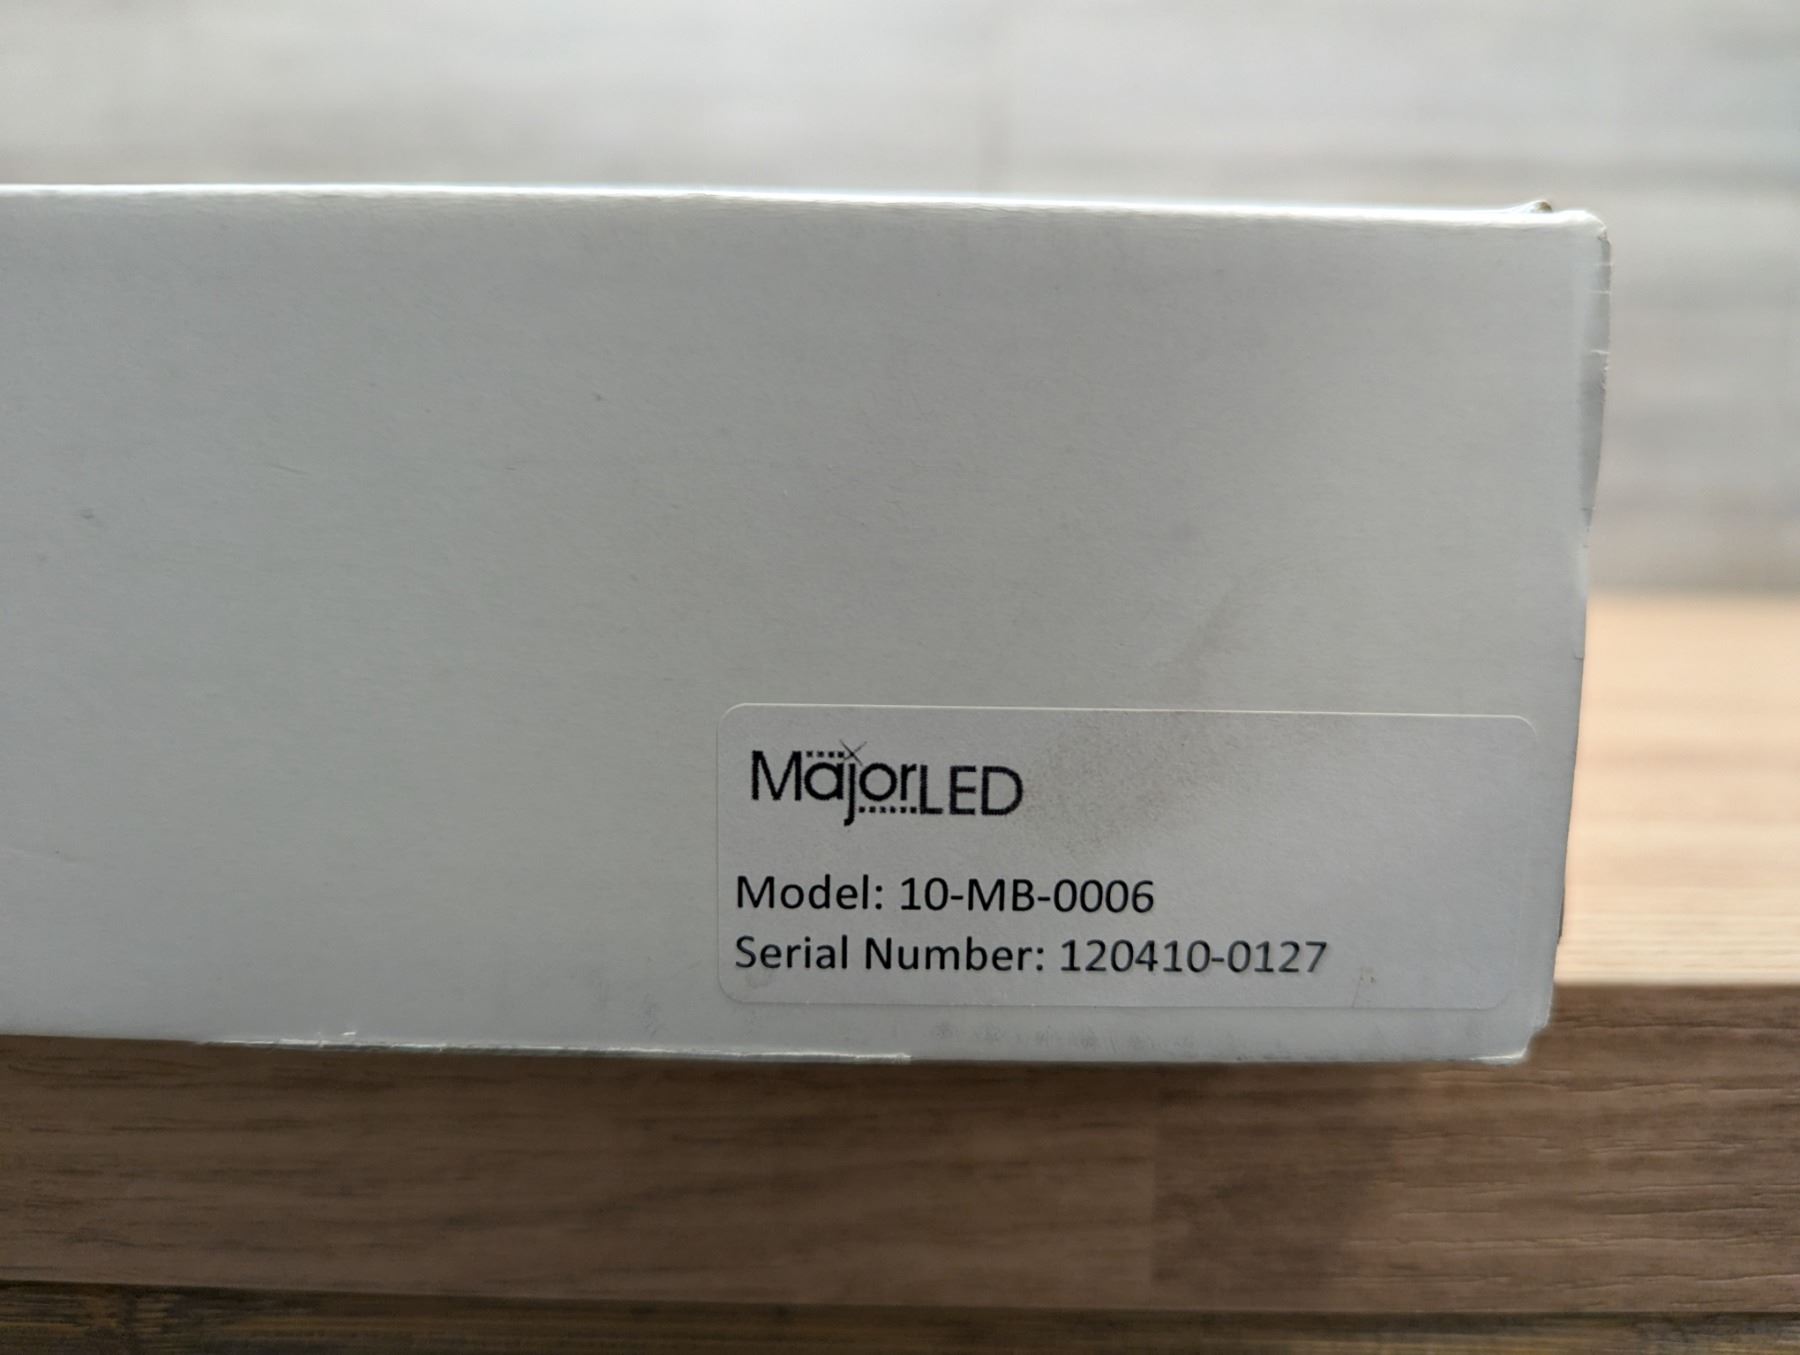 MajorLED
Model: 10-MB-0006
Serial Number: 120410-0127